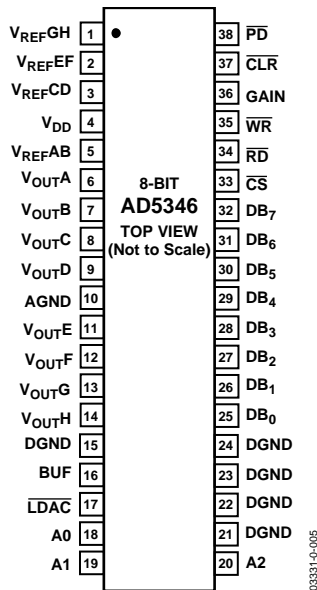 VREFGH 1
VREFEF 2
VREFCD 3
VDD 4
VREFAB 5
VOUTA 6
VOUTB 7
VOUTC 8
VOUTD 9
AGND 10
VOUTE 11
VOUTF 12
VOUTG 13
VOUTH 14
DGND 15
BUF 16
LDAC 17
A0 18
A1 19
8-BIT
AD5346
TOP VIEW
(Not to Scale)
38 PD
37 CLR
36 GAIN
35 WR
34 RD
33 CS
32 DB7
31 DB6
30 DB5
29 DB4
28 DB3
27 DB2
26 DB1
25 DB0
24 DGND
23 DGND
22 DGND
21 DGND
20 A2
03331-0-005